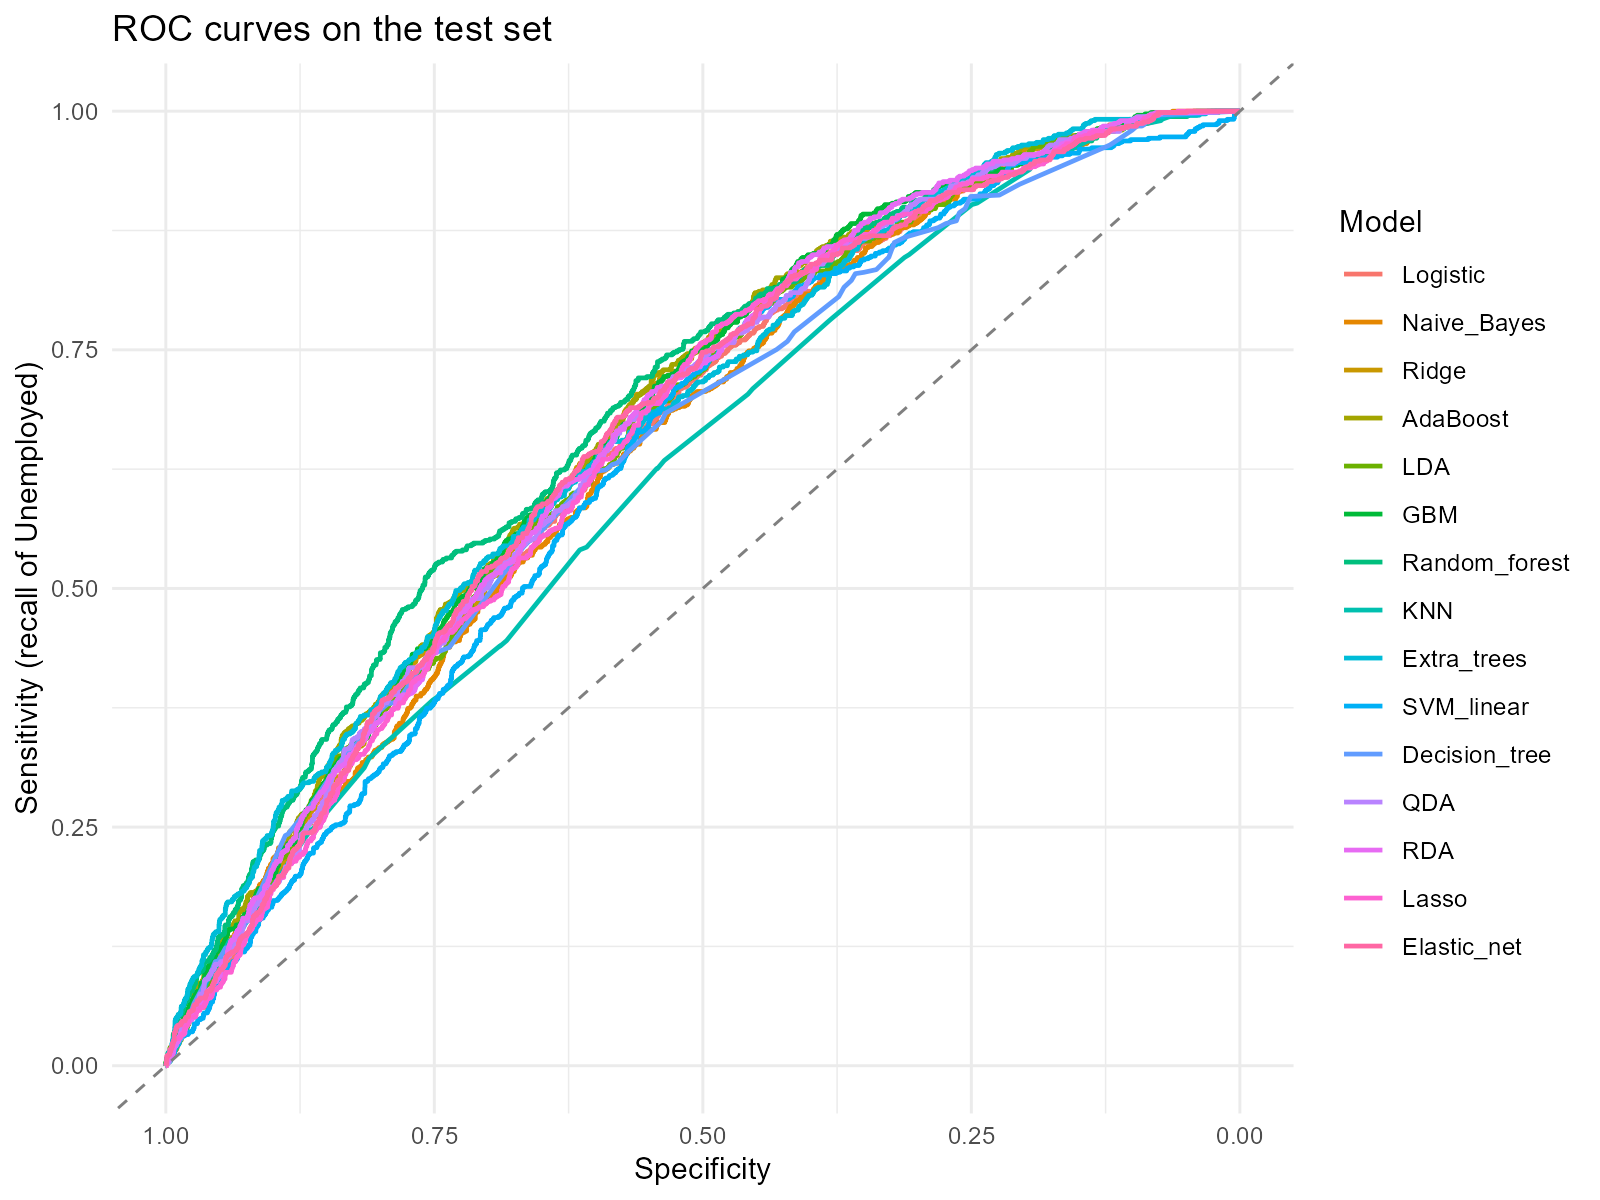 ROC curves on the test set
Sensitivity (recall of Unemployed)
1.00
0.75
0.50
0.25
0.00
1.00 0.75 0.50 0.25 0.00
Specificity
Model
Logistic
Naive_Bayes
Ridge
AdaBoost
LDA
GBM
Random_forest
KNN
Extra_trees
SVM_linear
Decision_tree
QDA
RDA
Lasso
Elastic_net